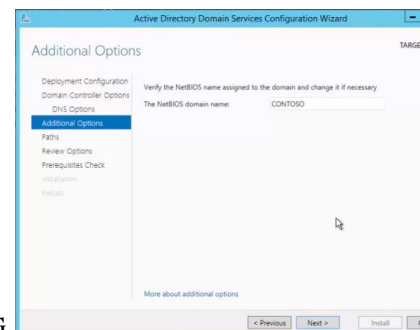 Active Directory Domain Services Configuration Wizard
Additional Options
TARGE
Deployment Configuration
Domain Controller Options
DNS Options
Additional Options
Paths
Review Options
Prerequisites Check
Installation
Results
Verify the NetBIOS name assigned to the domain and change it if necessary
The NetBIOS domain name: CONTOSO
More about additional options
< Previous Next > Install